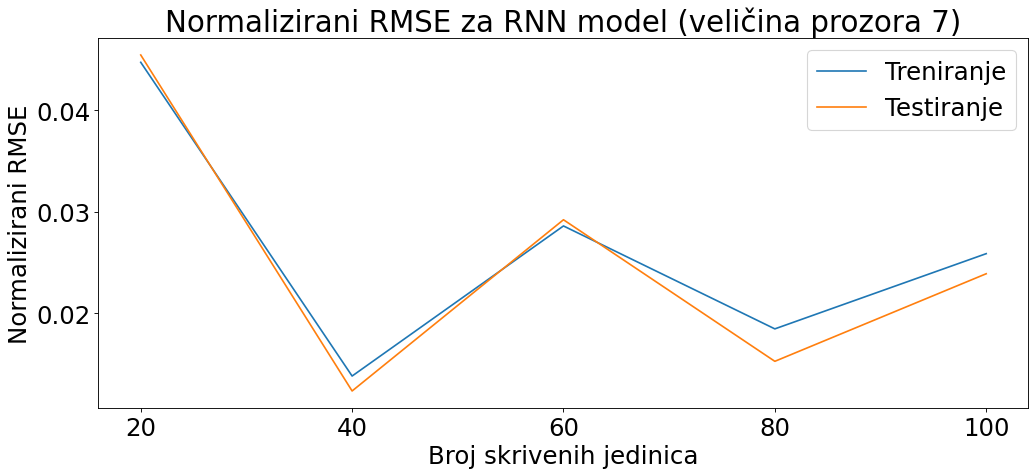 Normalizirani RMSE za RNN model (veličina prozora 7)
Treniranje
Testiranje
Normalizirani RMSE
0.04
0.03
0.02
20 40 60 80 100
Broj skrivenih jedinica